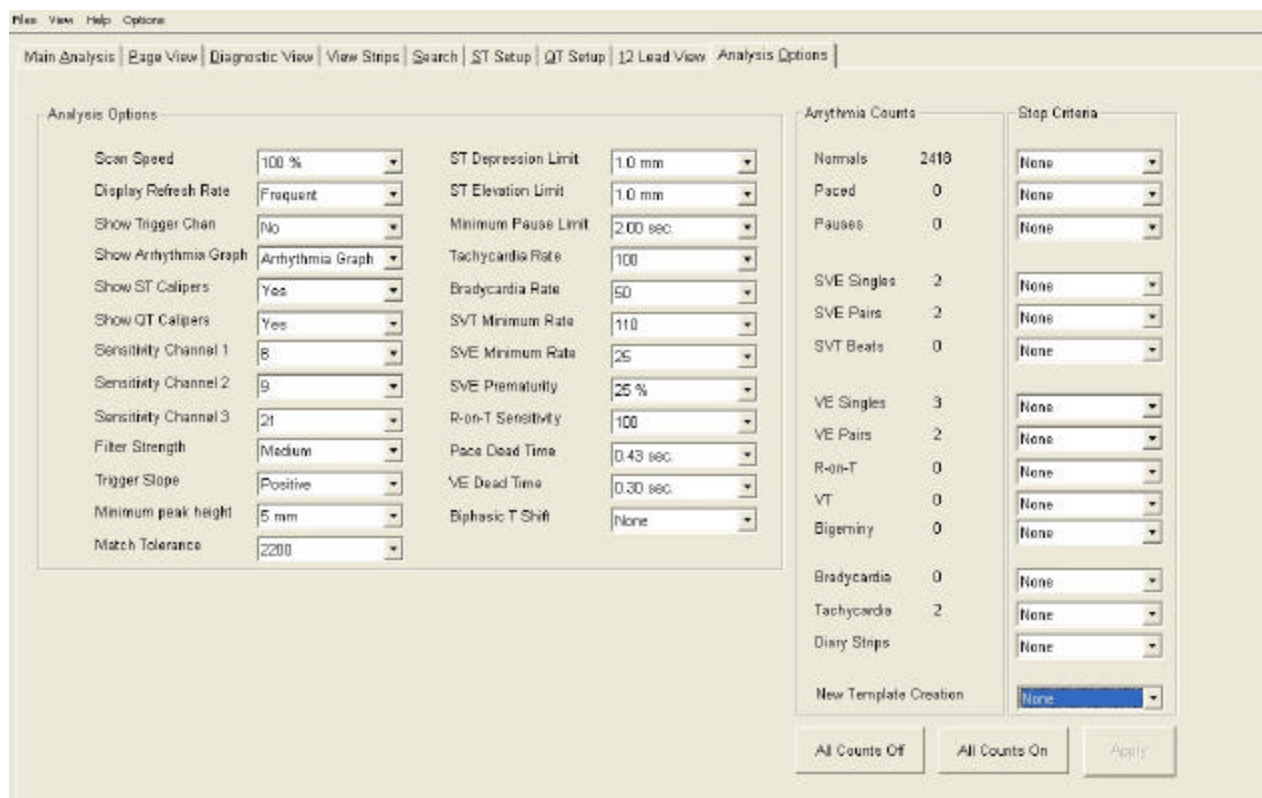 Files View Help Options
Main Analysis Page View Diagnostic View View Strips Search ST Setup QT Setup 12 Lead View Analysis Options
Analysis Options
Scan Speed 100 %
Display Refresh Rate Frequent
Show Trigger Chan No
Show Arrhythmia Graph Arrhythmia Graph
Show ST Calipers Yes
Show QT Calipers Yes
Sensitivity Channel 1 8
Sensitivity Channel 2 9
Sensitivity Channel 3 21
Filter Strength Medium
Trigger Slope Positive
Minimum peak height 5 mm
Match Tolerance 2200
ST Depression Limit 1.0 mm
ST Elevation Limit 1.0 mm
Minimum Pause Limit 2.00 sec.
Tachycardia Rate 100
Bradycardia Rate 50
SVT Minimum Rate 110
SVE Minimum Rate 25
SVE Prematurity 25 %
R-on-T Sensitivity 100
Pace Dead Time 0.43 sec.
VE Dead Time 0.30 sec.
Biphasic T Shift None
Arrythmia Counts Stop Criteria
Normals 2418 None
Paced 0 None
Pauses 0 None
SVE Singles 2 None
SVE Pairs 2 None
SVT Beats 0 None
VE Singles 3 None
VE Pairs 2 None
R-on-T 0 None
VT 0 None
Bigeminy 0 None
Bradycardia 0 None
Tachycardia 2 None
Diary Strips None
New Template Creation None
All Counts Off All Counts On Apply